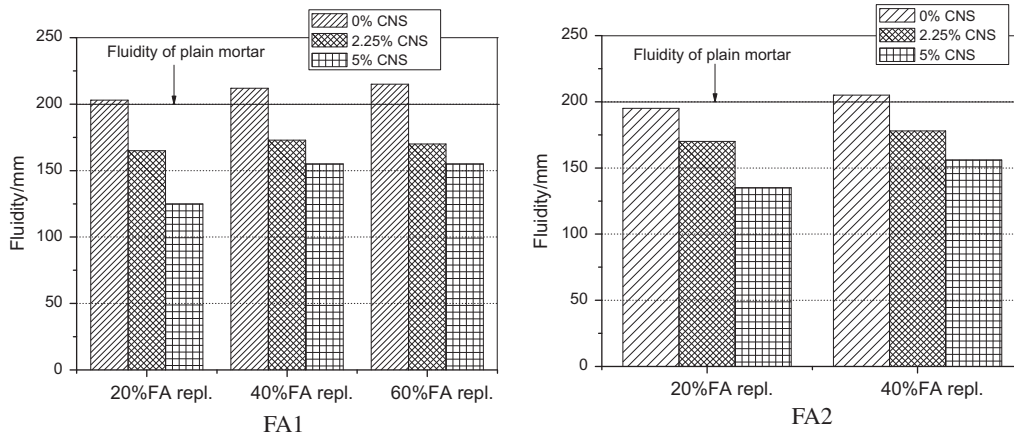 0% CNS
2.25% CNS
5% CNS
Fluidity of plain mortar
250
200
150
100
50
0
Fluidity/mm
20%FA repl.
40%FA repl.
60%FA repl.
FA1
0% CNS
2.25% CNS
5% CNS
Fluidity of plain mortar
250
200
150
100
50
0
Fluidity/mm
20%FA repl.
40%FA repl.
FA2